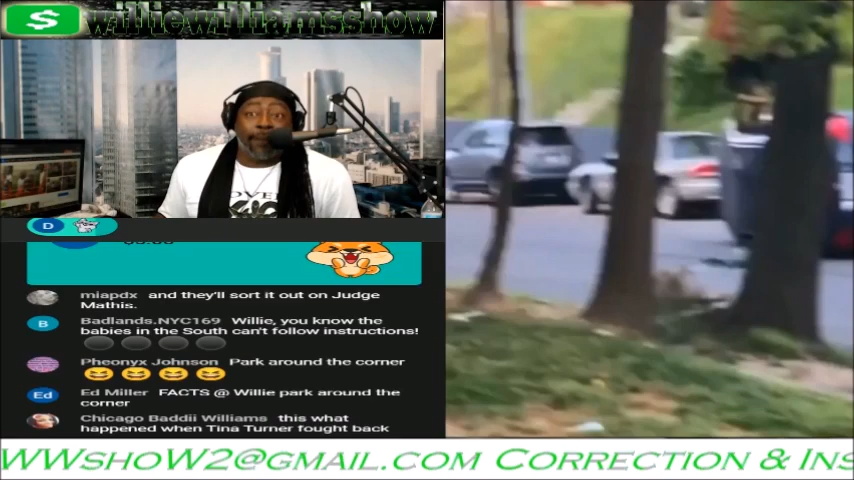 williewilliamsshow
D
miapdx and they'll sort it out on Judge
Mathis.
B
Badlands.NYC169 Willie, you know the
babies in the South can't follow instructions!
Pheonyx Johnson Park around the corner
Ed
Ed Miller FACTS @ Willie park around the
corner
Chicago Baddii Williams this what
happened when Tina Turner fought back
WWshoW2@gmail.com Correction & Ins